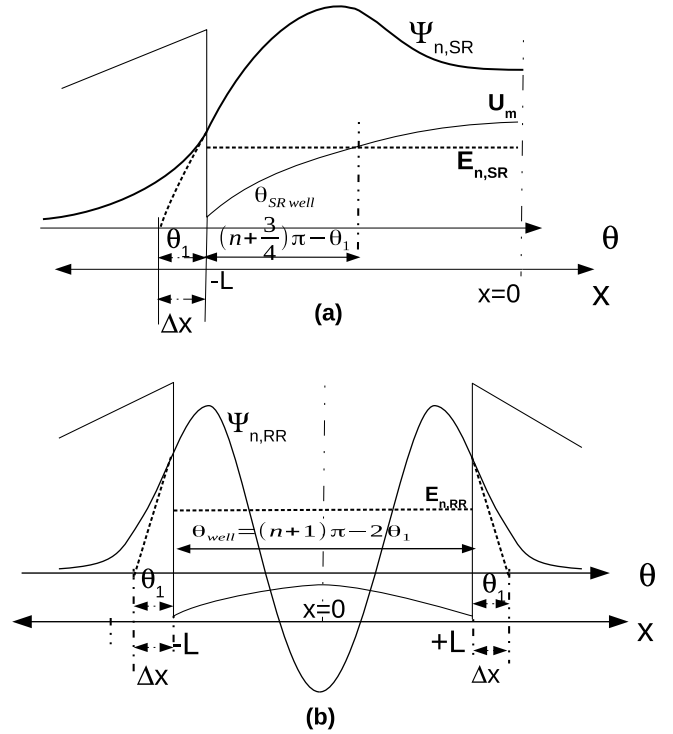 Ψn,SR
Um
En,SR
θSR well
θ1
(n+3/4)π−θ1
θ
-L
x=0
x
Δx
(a)
Ψn,RR
En,RR
θwell=(n+1)π−2θ1
θ1
θ1
θ
x=0
-L
+L
x
Δx
Δx
(b)